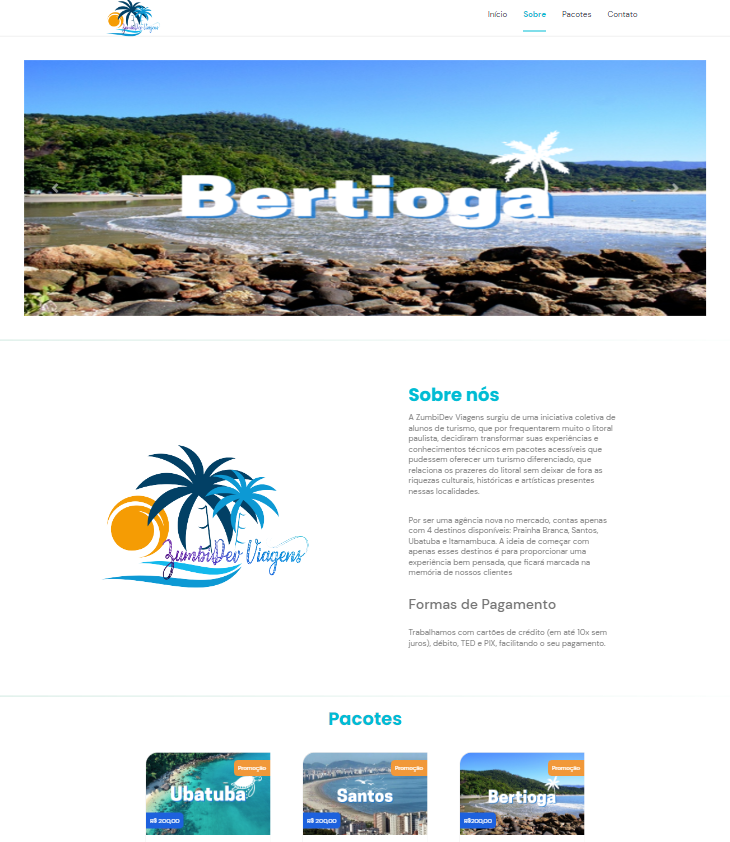 ZumbiDev Viagens
Início Sobre Pacotes Contato
Bertioga
Sobre nós
A ZumbiDev Viagens surgiu de uma iniciativa coletiva de
alunos de turismo, que por frequentarem muito o litoral
paulista, decidiram transformar suas experiências e
conhecimentos técnicos em pacotes acessíveis que
pudessem oferecer um turismo diferenciado, que
relaciona os prazeres do litoral sem deixar de fora as
riquezas culturais, históricas e artísticas presentes
nessas localidades.
Por ser uma agência nova no mercado, contas apenas
com 4 destinos disponíveis: Prainha Branca, Santos,
Ubatuba e Itamambuca. A ideia de começar com
apenas esses destinos é para proporcionar uma
experiência bem pensada, que ficará marcada na
memória de nossos clientes
ZumbiDev Viagens
Formas de Pagamento
Trabalhamos com cartões de crédito (em até 10x sem
juros), débito, TED e PIX, facilitando o seu pagamento.
Pacotes
Promoção
Ubatuba
R$ 200,00
Promoção
Santos
R$ 200,00
Promoção
Bertioga
R$200,00